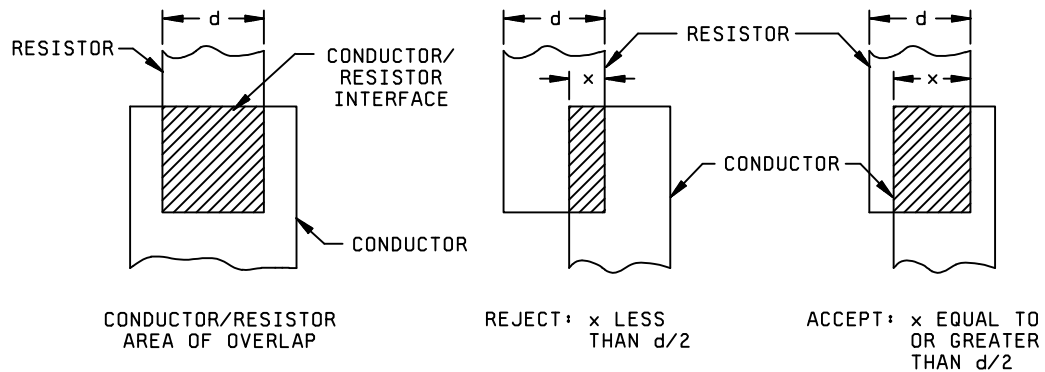 d
RESISTOR
CONDUCTOR/
RESISTOR
INTERFACE
CONDUCTOR
CONDUCTOR/RESISTOR
AREA OF OVERLAP
d
RESISTOR
x
CONDUCTOR
REJECT: x LESS
THAN d/2
d
x
ACCEPT: x EQUAL TO
OR GREATER
THAN d/2